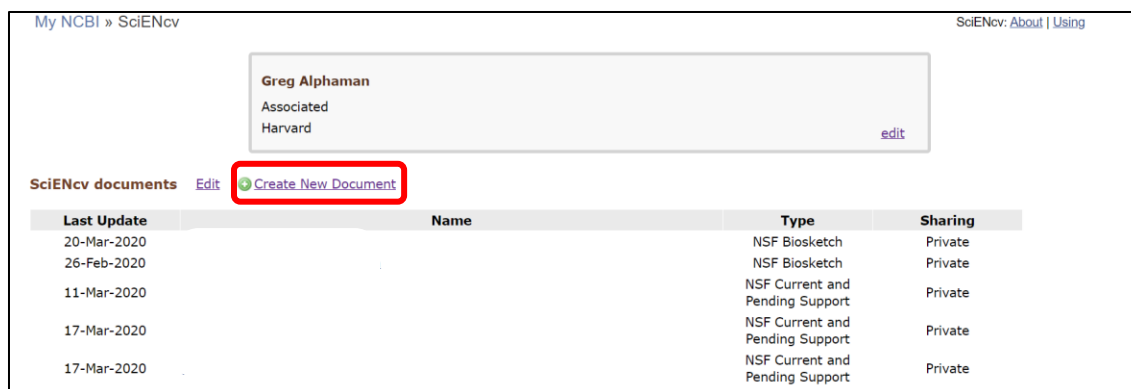 My NCBI » SciENcv
SciENcv: About | Using
Greg Alphaman
Associated
Harvard
edit
SciENcv documents Edit Create New Document
Last Update Name Type Sharing
20-Mar-2020 NSF Biosketch Private
26-Feb-2020 NSF Biosketch Private
11-Mar-2020 NSF Current and Pending Support Private
17-Mar-2020 NSF Current and Pending Support Private
17-Mar-2020 NSF Current and Pending Support Private